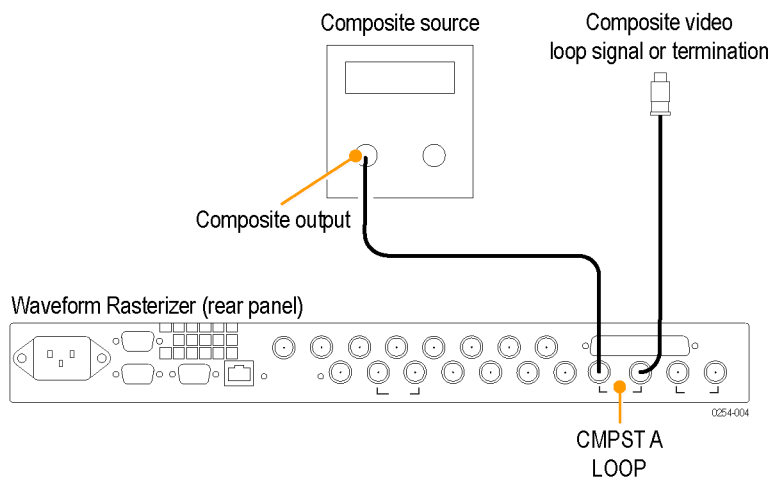 Composite source
Composite video
loop signal or termination
Composite output
Waveform Rasterizer (rear panel)
0254-004
CMPST A
LOOP